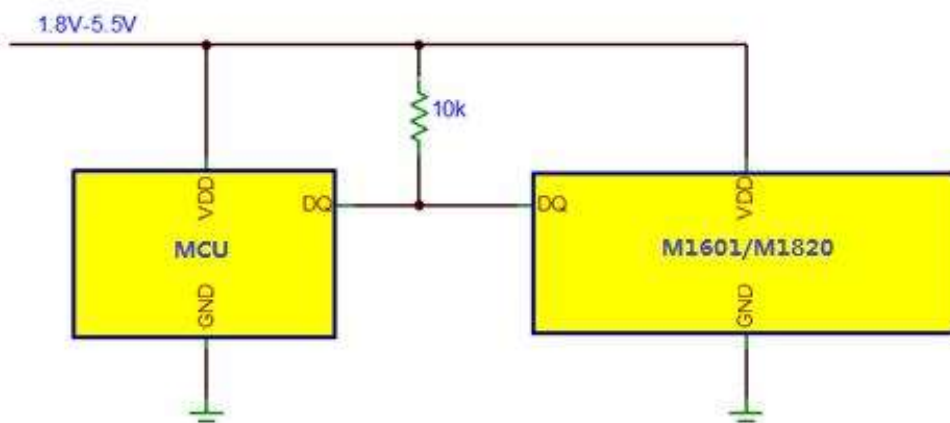 1.8V-5.5V
10k
VDD
DQ
MCU
GND
VDD
DQ
M1601/M1820
GND